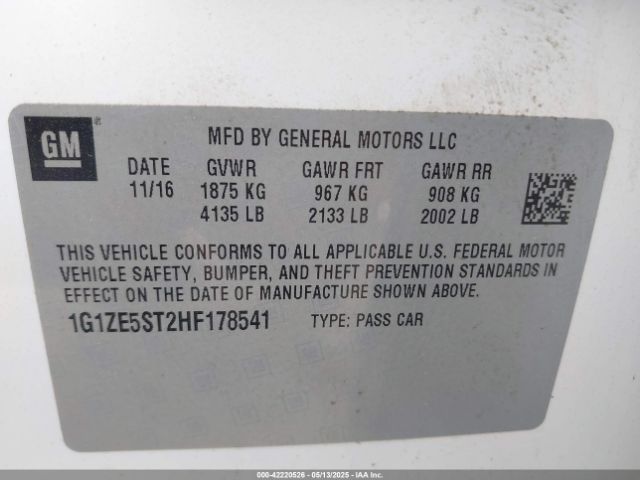 GM
MFD BY GENERAL MOTORS LLC
DATE GVWR GAWR FRT GAWR RR
11/16 1875 KG 967 KG 908 KG
4135 LB 2133 LB 2002 LB
THIS VEHICLE CONFORMS TO ALL APPLICABLE U.S. FEDERAL MOTOR
VEHICLE SAFETY, BUMPER, AND THEFT PREVENTION STANDARDS IN
EFFECT ON THE DATE OF MANUFACTURE SHOWN ABOVE.
1G1ZE5ST2HF178541 TYPE: PASS CAR
000-42220526 - 05/13/2025 - IAA Inc.